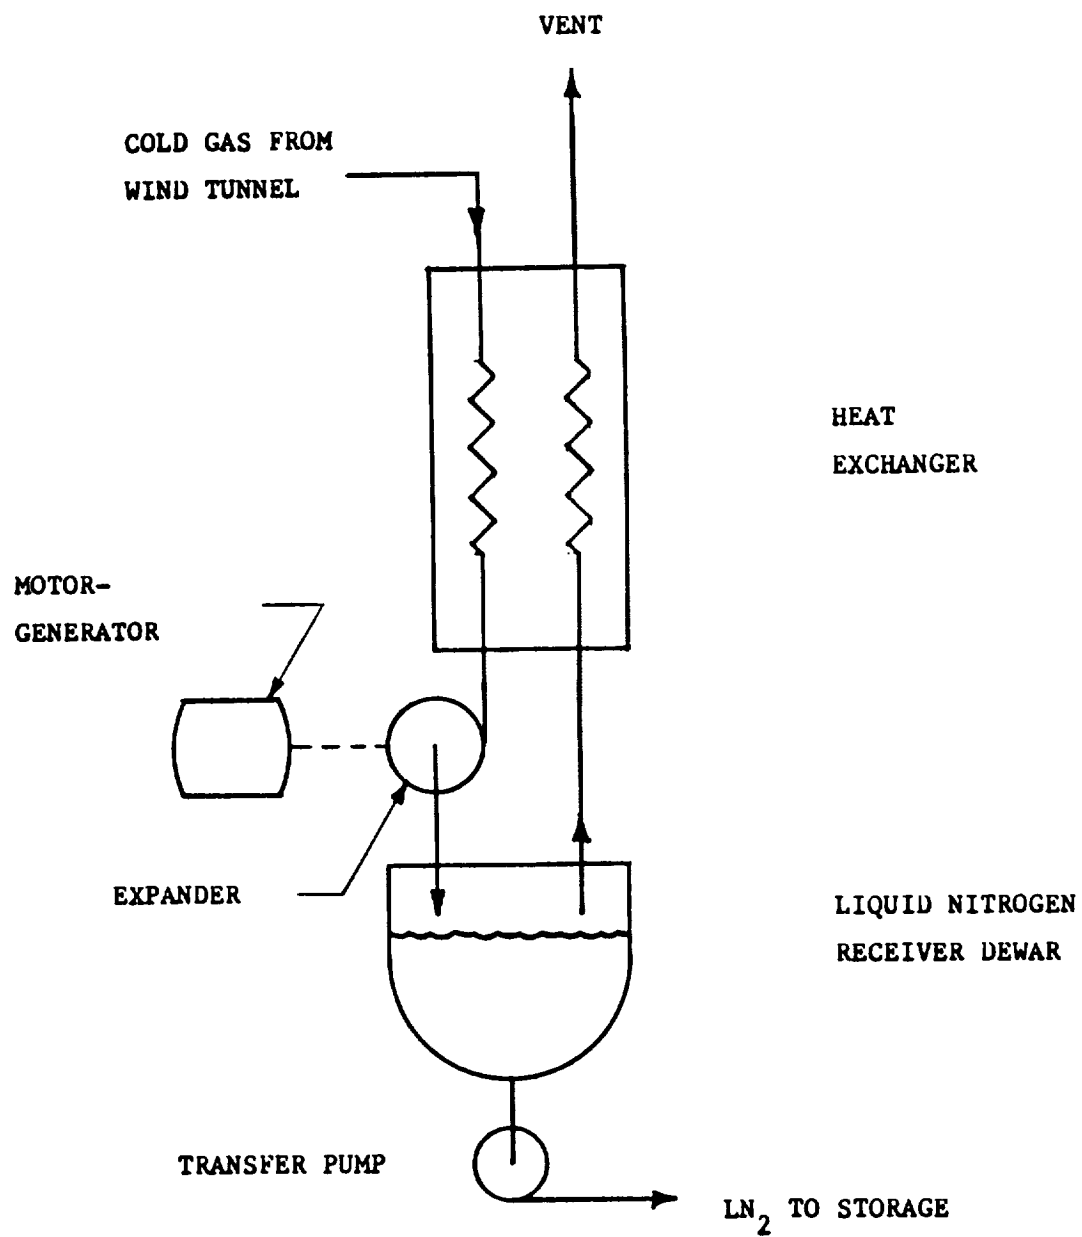 VENT
COLD GAS FROM
WIND TUNNEL
HEAT
EXCHANGER
MOTOR-
GENERATOR
EXPANDER
LIQUID NITROGEN
RECEIVER DEWAR
TRANSFER PUMP
LN2 TO STORAGE